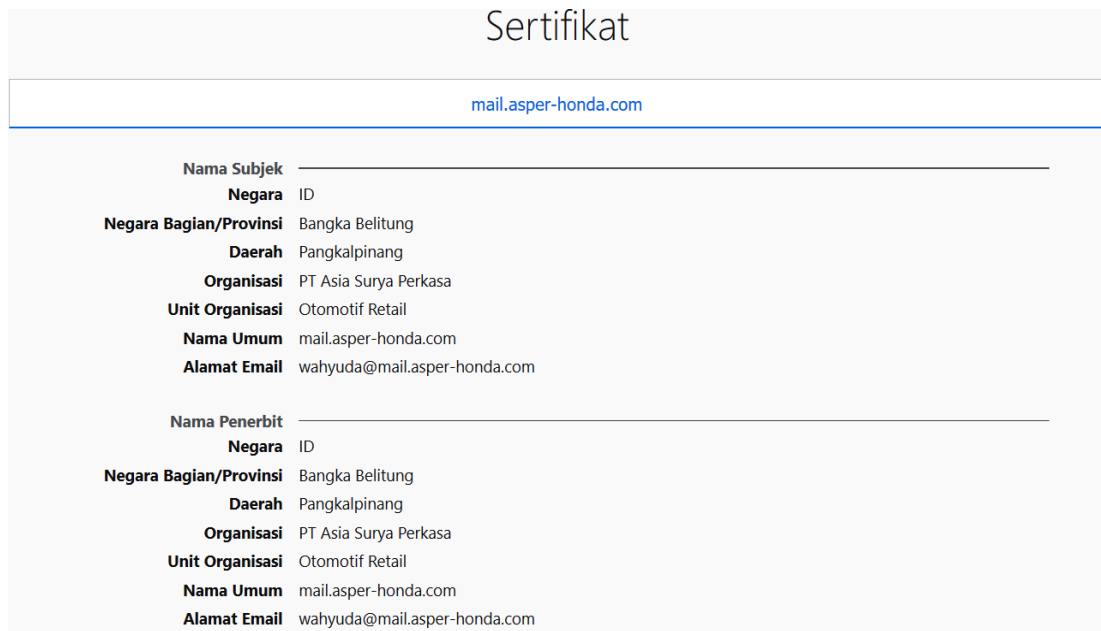 Sertifikat
mail.asper-honda.com
Nama Subjek
Negara ID
Negara Bagian/Provinsi Bangka Belitung
Daerah Pangkalpinang
Organisasi PT Asia Surya Perkasa
Unit Organisasi Otomotif Retail
Nama Umum mail.asper-honda.com
Alamat Email wahyuda@mail.asper-honda.com
Nama Penerbit
Negara ID
Negara Bagian/Provinsi Bangka Belitung
Daerah Pangkalpinang
Organisasi PT Asia Surya Perkasa
Unit Organisasi Otomotif Retail
Nama Umum mail.asper-honda.com
Alamat Email wahyuda@mail.asper-honda.com